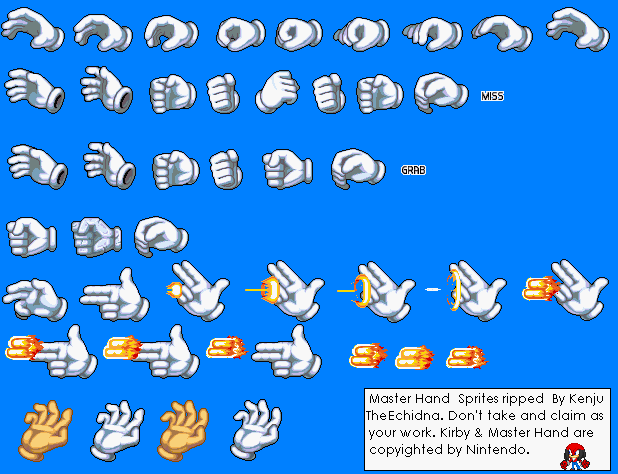 MISS
GRAB
Master Hand Sprites ripped By Kenju
TheEchidna. Don't take and claim as
your work. Kirby & Master Hand are
copyighted by Nintendo.